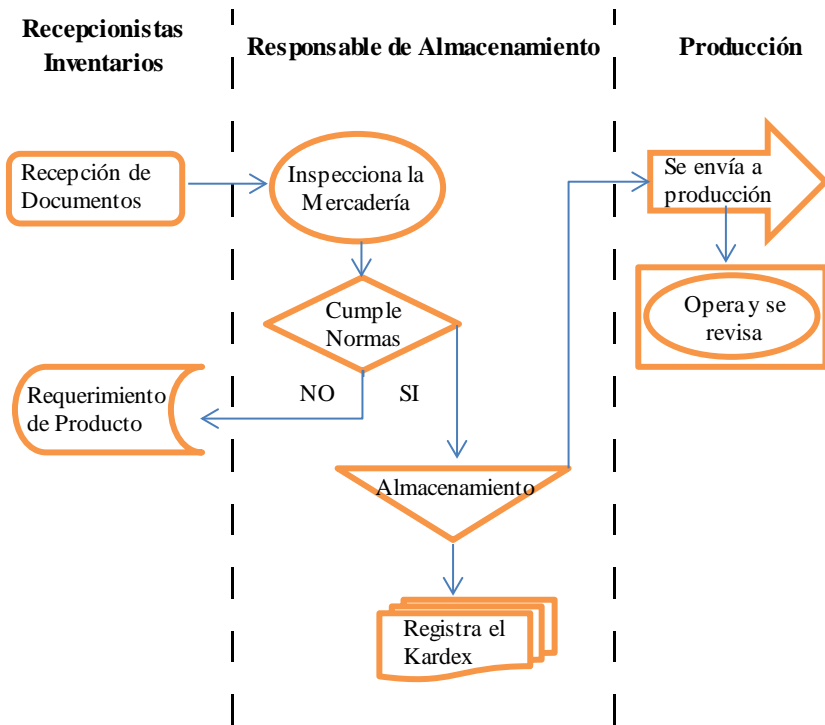 Recepcionistas
Inventarios
Responsable de Almacenamiento
Producción
Recepción de
Documentos
Inspecciona la
Mercadería
Se envía a
producción
Cumple
Normas
Opera y se
revisa
Requerimiento
de Producto
NO
SI
Almacenamiento
Registra el
Kardex